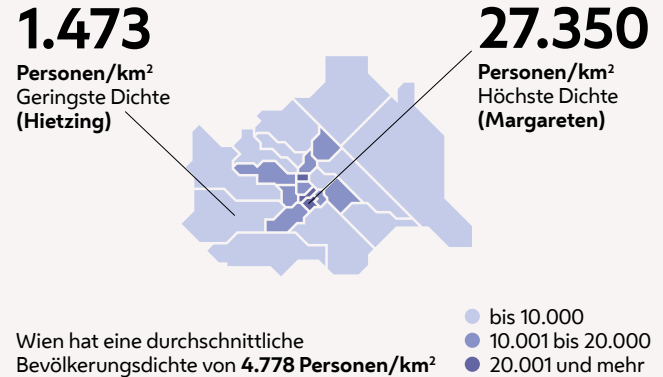 1.473
Personen/km²
Geringste Dichte
(Hietzing)
27.350
Personen/km²
Höchste Dichte
(Margareten)
Wien hat eine durchschnittliche
Bevölkerungsdichte von 4.778 Personen/km²
bis 10.000
10.001 bis 20.000
20.001 und mehr